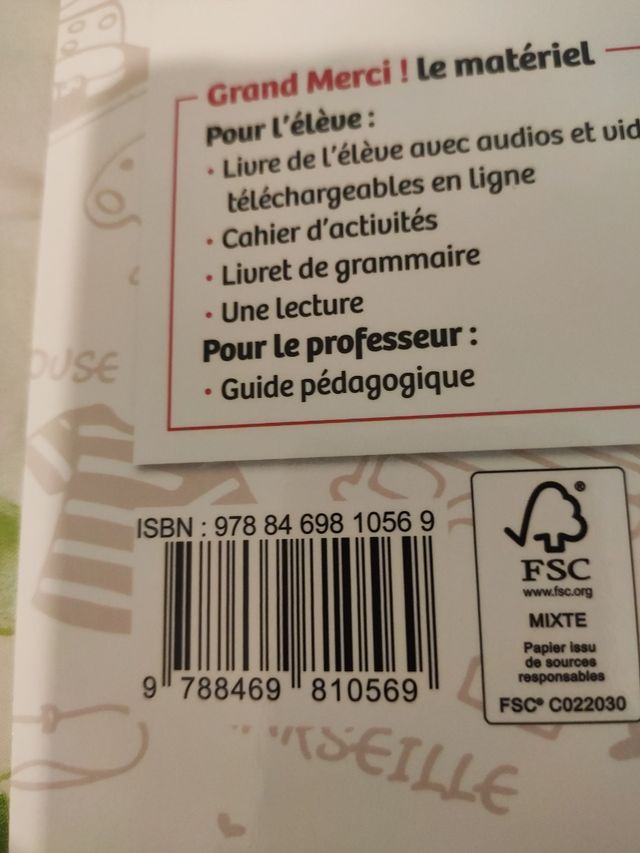 Grand Merci ! le matériel
Pour l'élève :
• Livre de l'élève avec audios et
téléchargeables en ligne
• Cahier d'activités
• Livret de grammaire
• Une lecture
Pour le professeur :
• Guide pédagogique
OUSE
ISBN : 978 84 698 1056 9
9 788469 810569
®
FSC
www.fsc.org
MIXTE
Papier issu
de sources
responsables
FSC® C022030
RSEILLE